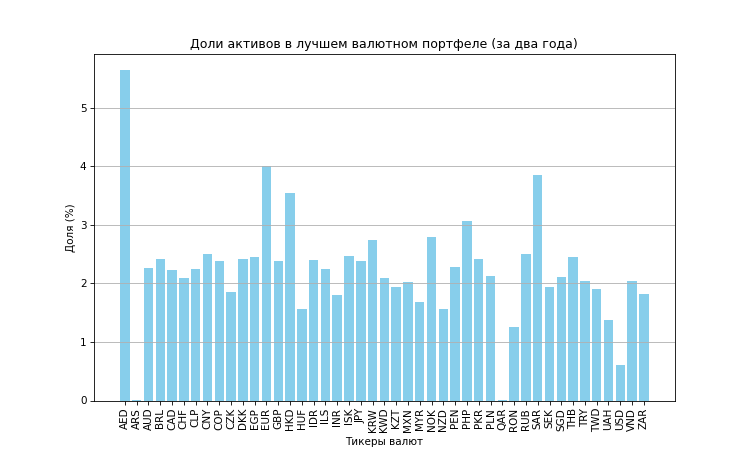 Доли активов в лучшем валютном портфеле (за два года)
Доля (%)
5
4
3
2
1
0
AED ARS AUD BRL CAD CHF CLP CNY COP CZK DKK EGP EUR GBP HKD HUF IDR ILS INR ISK JPY KRW KWD KZT MXN MYR NOK NZD PEN PHP PKR PLN QAR RON RUB SAR SEK SGD THB TRY TWD UAH USD VND ZAR
Тикеры валют